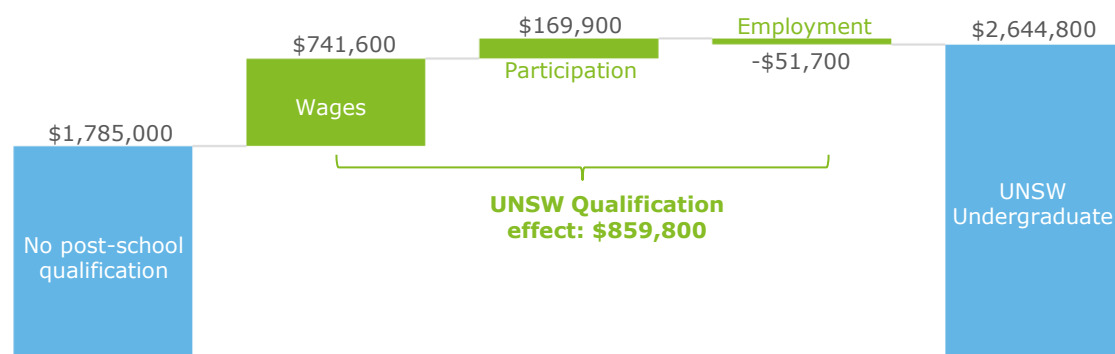 $1,785,000
No post-school
qualification
$741,600
Wages
$169,900
Participation
Employment
-$51,700
UNSW Qualification
effect: $859,800
$2,644,800
UNSW
Undergraduate